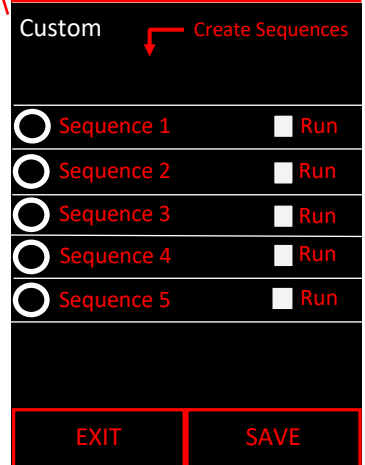 Custom Create Sequences
Sequence 1 Run
Sequence 2 Run
Sequence 3 Run
Sequence 4 Run
Sequence 5 Run
EXIT SAVE